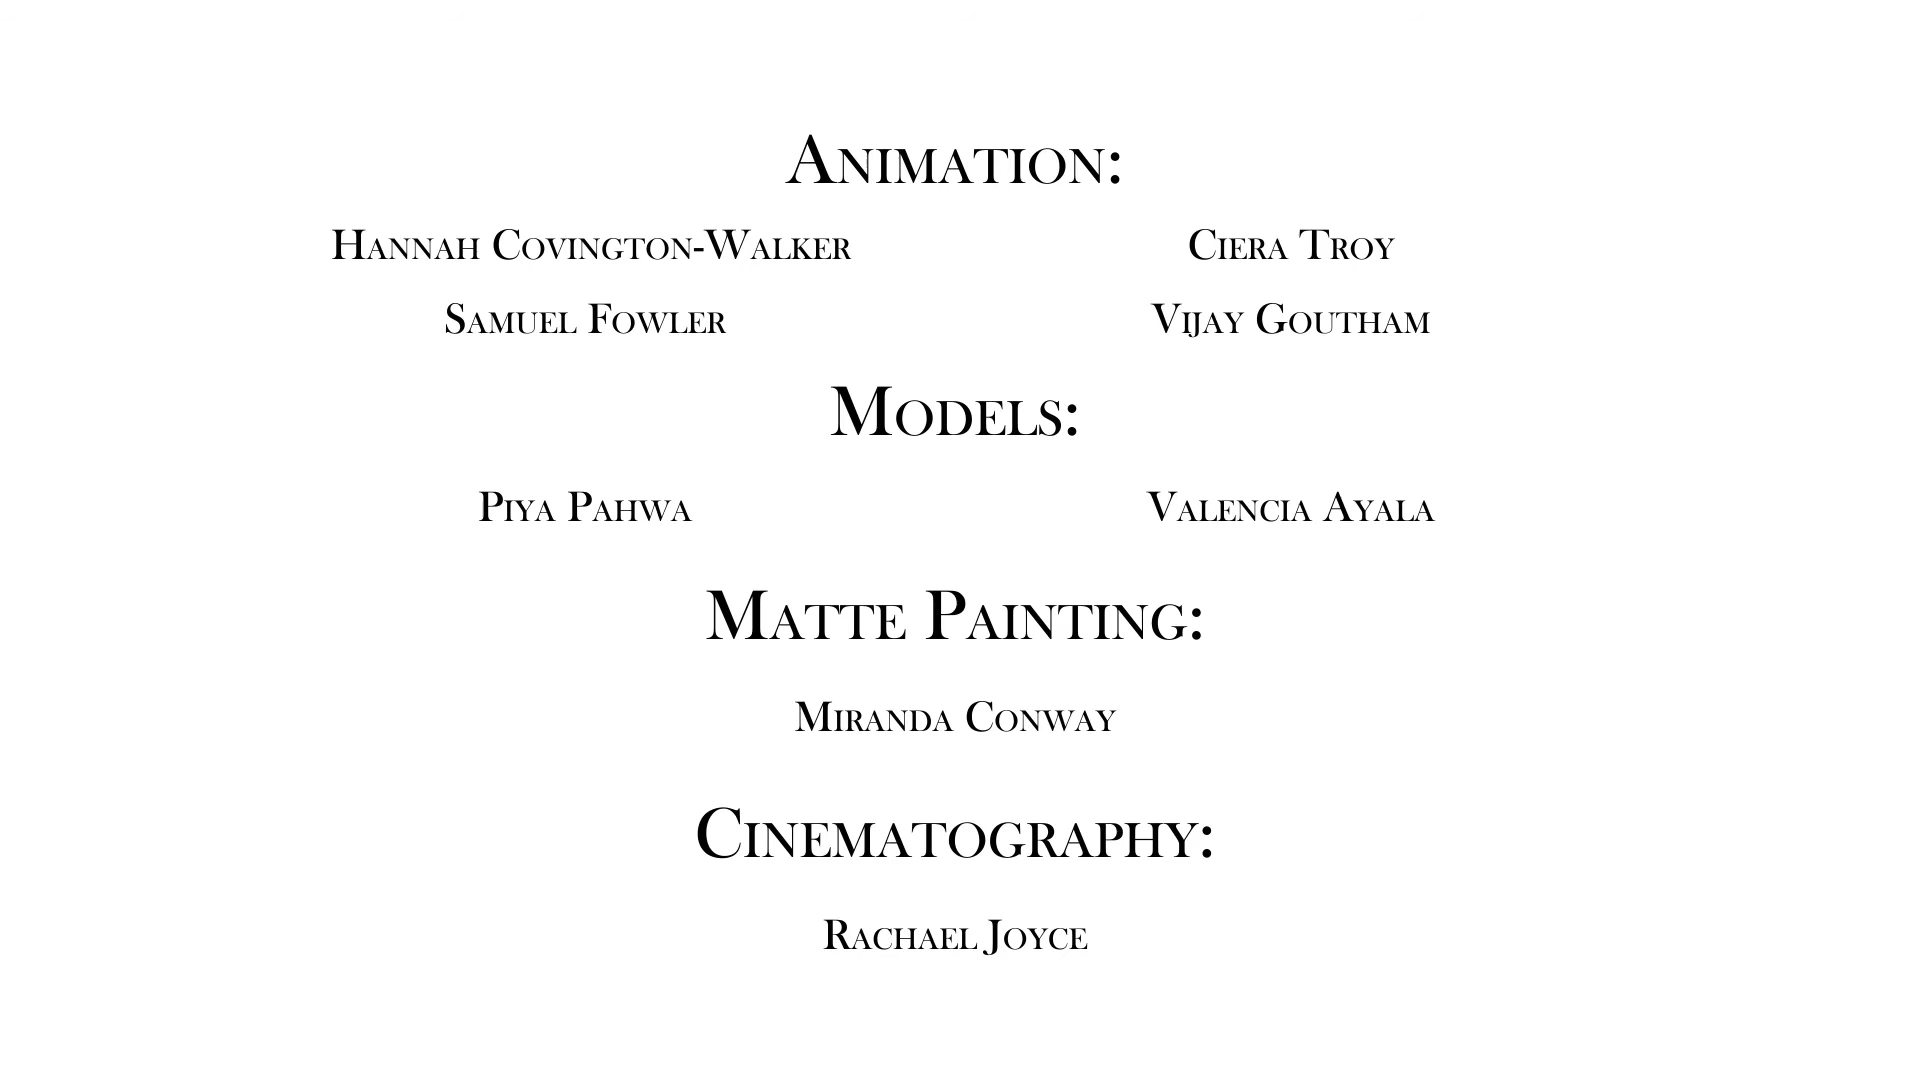 Animation:
Hannah Covington-Walker Ciera Troy
Samuel Fowler Vijay Goutham
Models:
Piya Pahwa Valencia Ayala
Matte Painting:
Miranda Conway
Cinematography:
Rachael Joyce